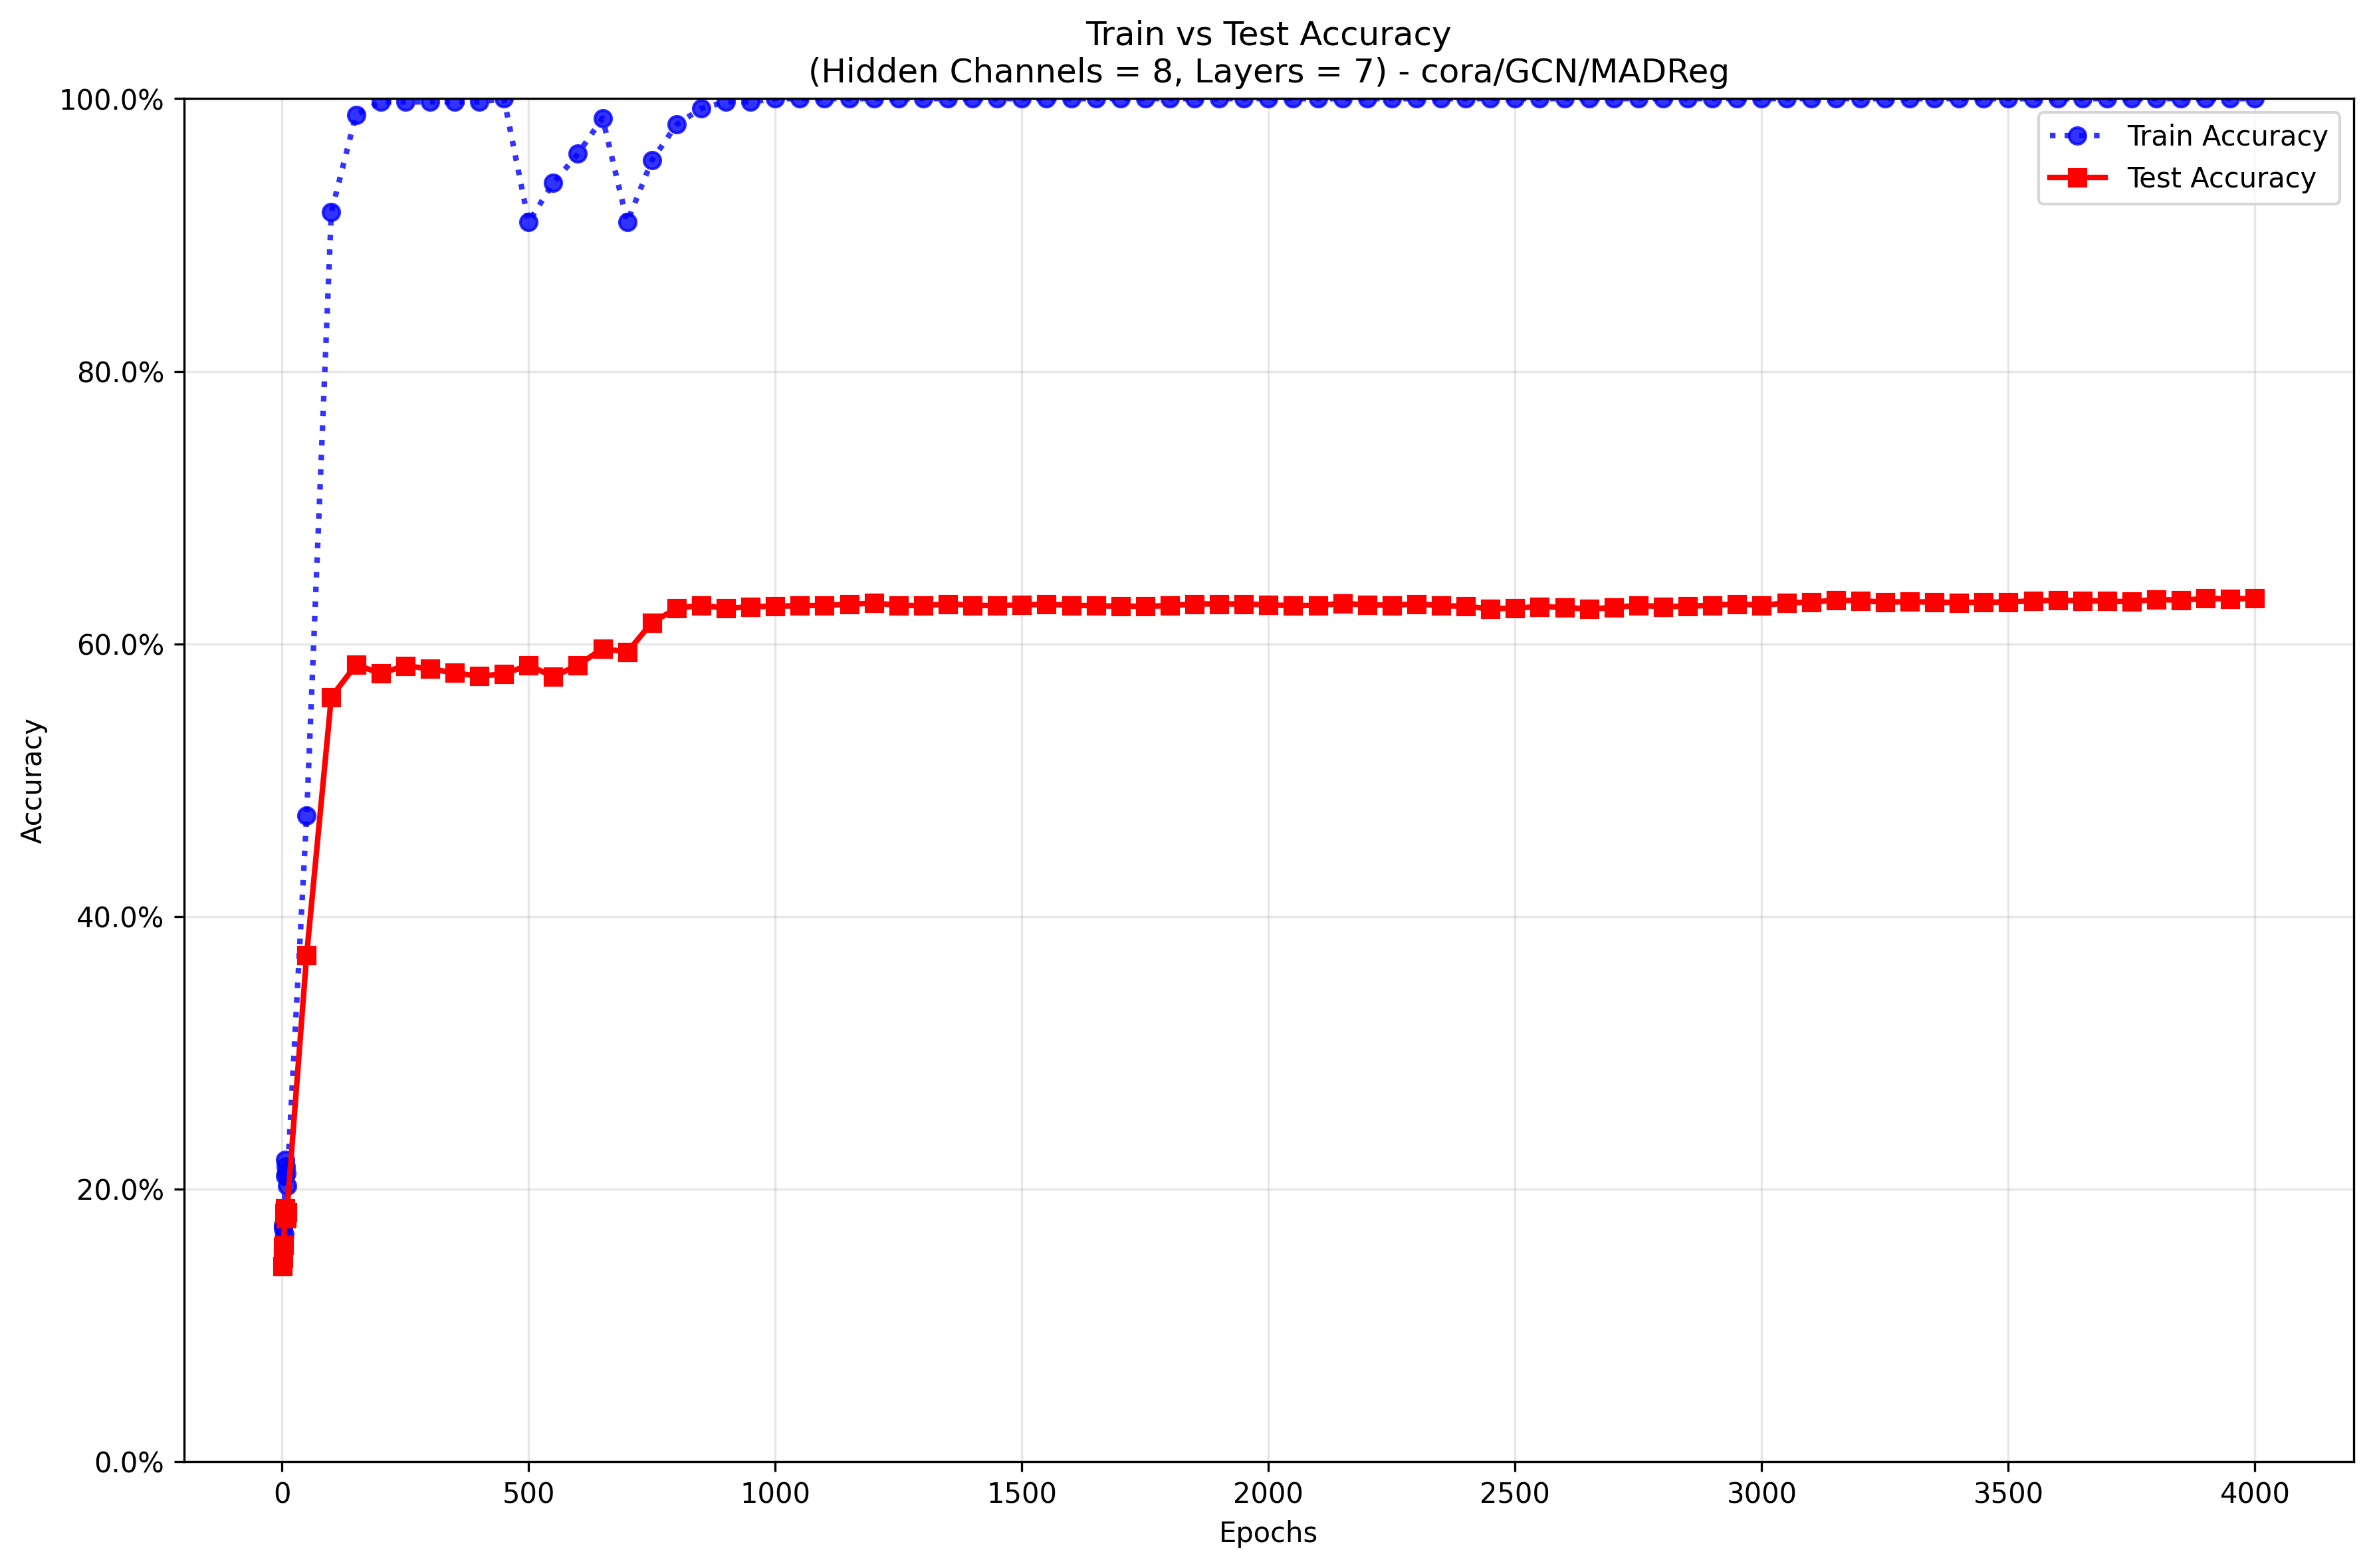 Train vs Test Accuracy
(Hidden Channels = 8, Layers = 7) - cora/GCN/MADReg
100.0%
80.0%
60.0%
40.0%
20.0%
0.0%
Accuracy
Train Accuracy
Test Accuracy
0
500
1000
1500
2000
2500
3000
3500
4000
Epochs